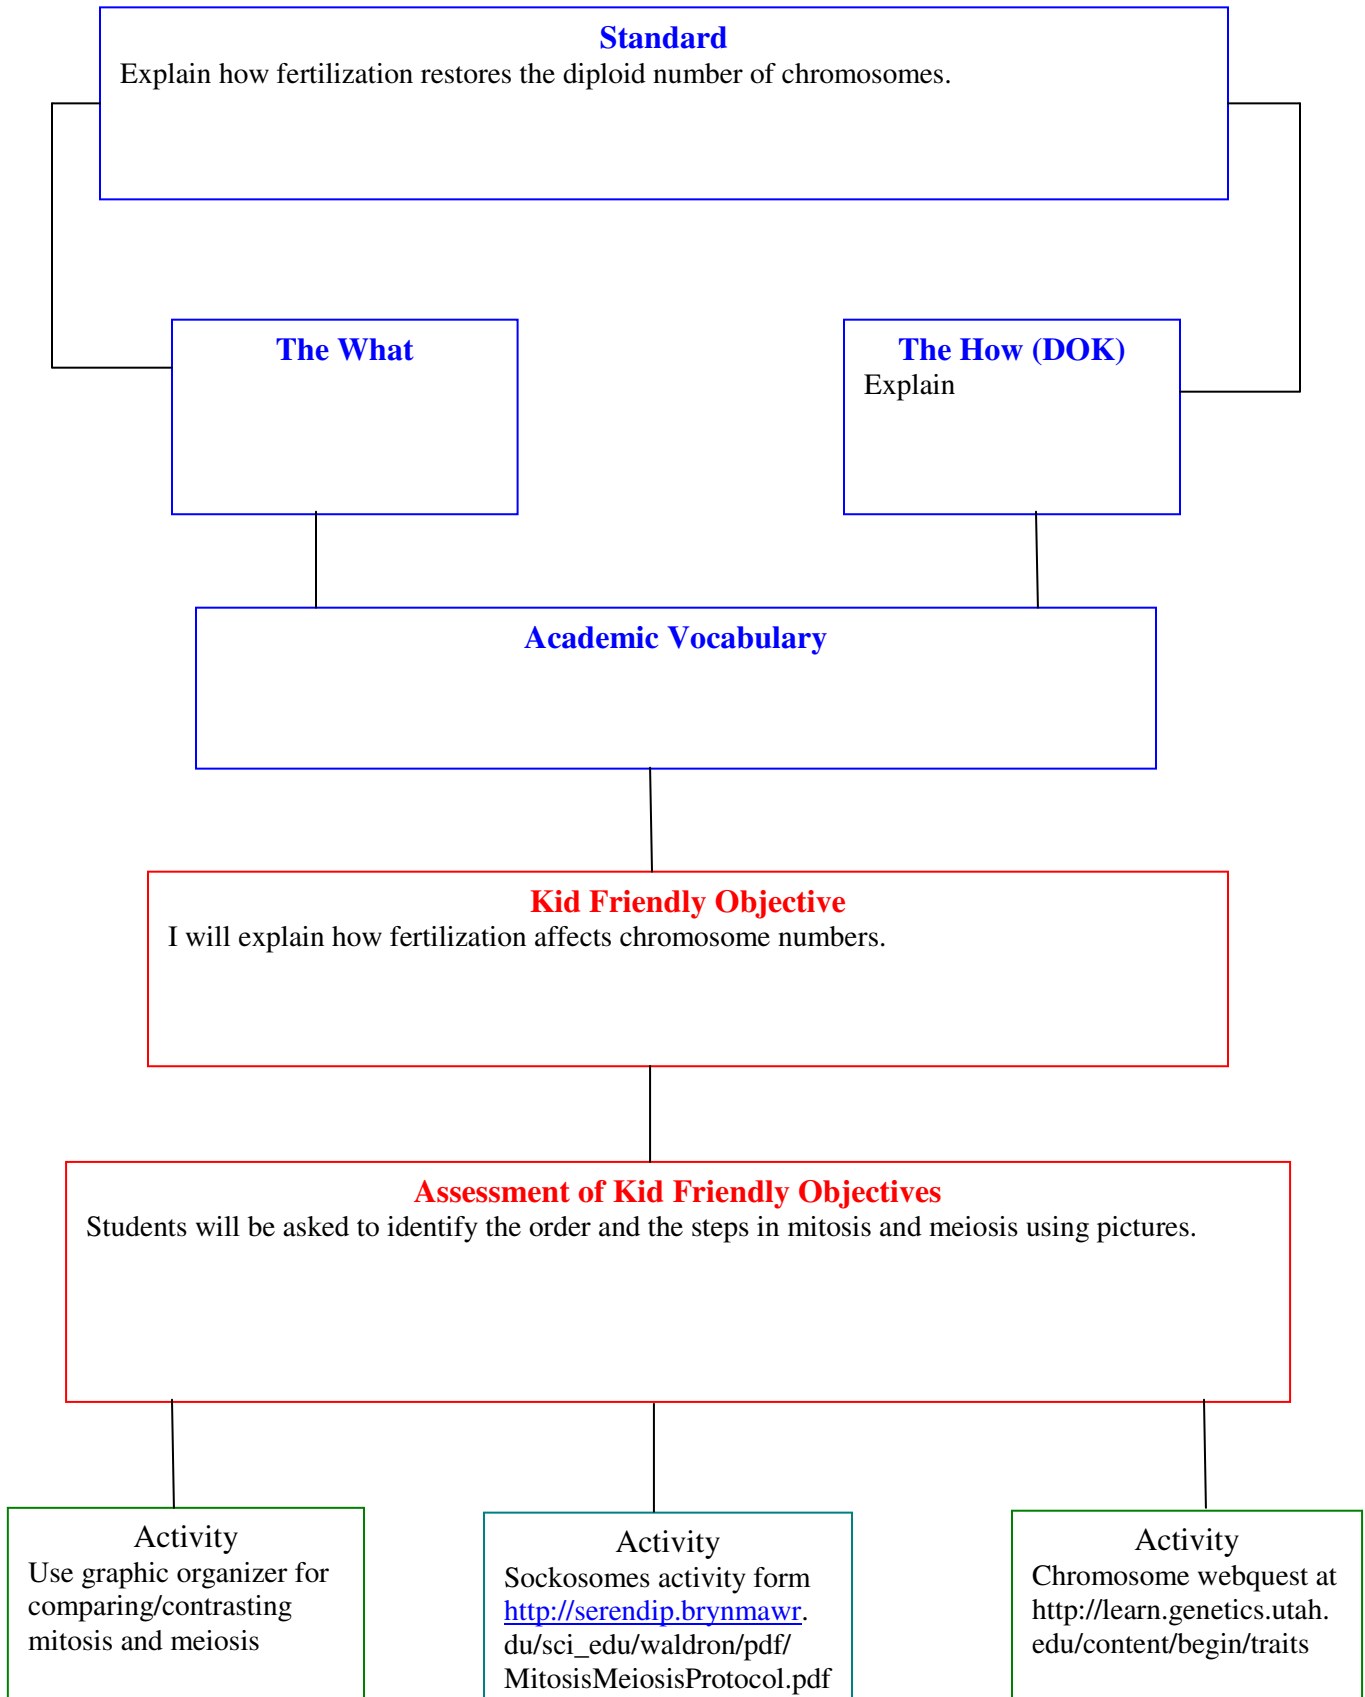 Standard
Explain how fertilization restores the diploid number of chromosomes.
The What
The How (DOK)
Explain
Academic Vocabulary
Kid Friendly Objective
I will explain how fertilization affects chromosome numbers.
Assessment of Kid Friendly Objectives
Students will be asked to identify the order and the steps in mitosis and meiosis using pictures.
Activity
Use graphic organizer for
comparing/contrasting
mitosis and meiosis
Activity
Sockosomes activity form
http://serendip.brynmawr.
du/sci_edu/waldron/pdf/
MitosisMeiosisProtocol.pdf
Activity
Chromosome webquest at
http://learn.genetics.utah.
edu/content/begin/traits